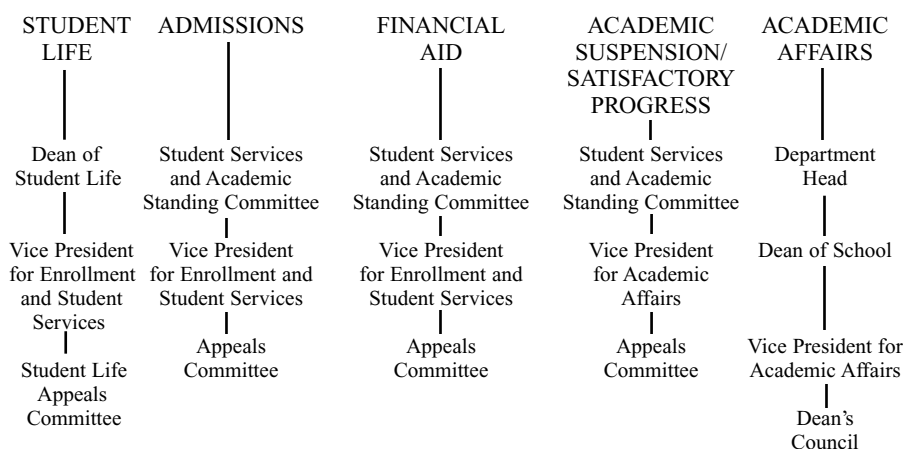 STUDENT
LIFE
Dean of
Student Life
Vice President
for Enrollment
and Student
Services
Student Life
Appeals
Committee
ADMISSIONS
Student Services
and Academic
Standing Committee
Vice President
for Enrollment and
Student Services
Appeals
Committee
FINANCIAL
AID
Student Services
and Academic
Standing Committee
Vice President
for Enrollment and
Student Services
Appeals
Committee
ACADEMIC
SUSPENSION/
SATISFACTORY
PROGRESS
Student Services
and Academic
Standing Committee
Vice President
for Academic
Affairs
Appeals
Committee
ACADEMIC
AFFAIRS
Department
Head
Dean of School
Vice President for
Academic Affairs
Dean’s
Council